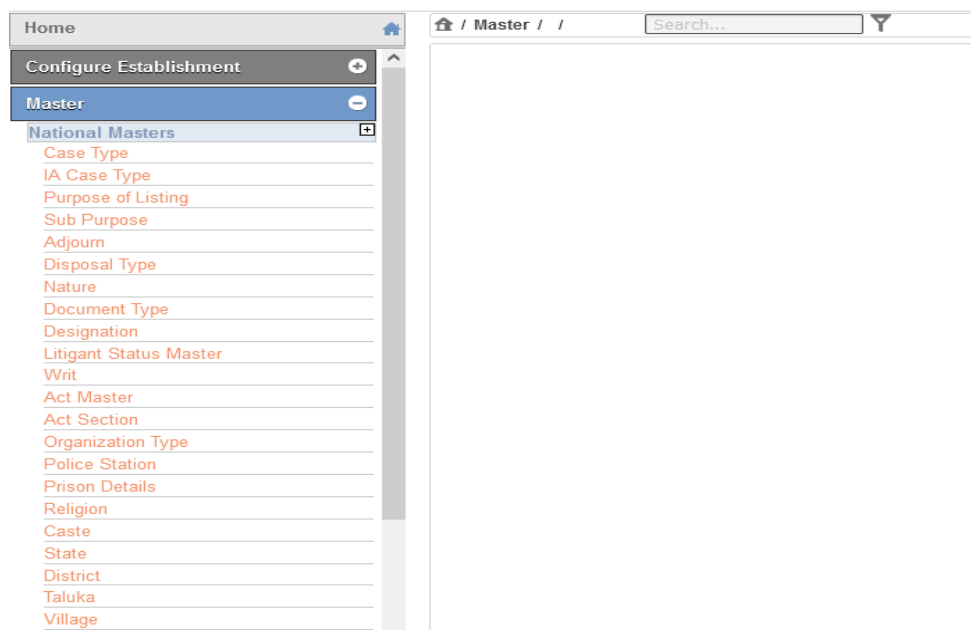 Home
/ Master / /
Search...
Configure Establishment
Master
National Masters
Case Type
IA Case Type
Purpose of Listing
Sub Purpose
Adjourn
Disposal Type
Nature
Document Type
Designation
Litigant Status Master
Writ
Act Master
Act Section
Organization Type
Police Station
Prison Details
Religion
Caste
State
District
Taluka
Village